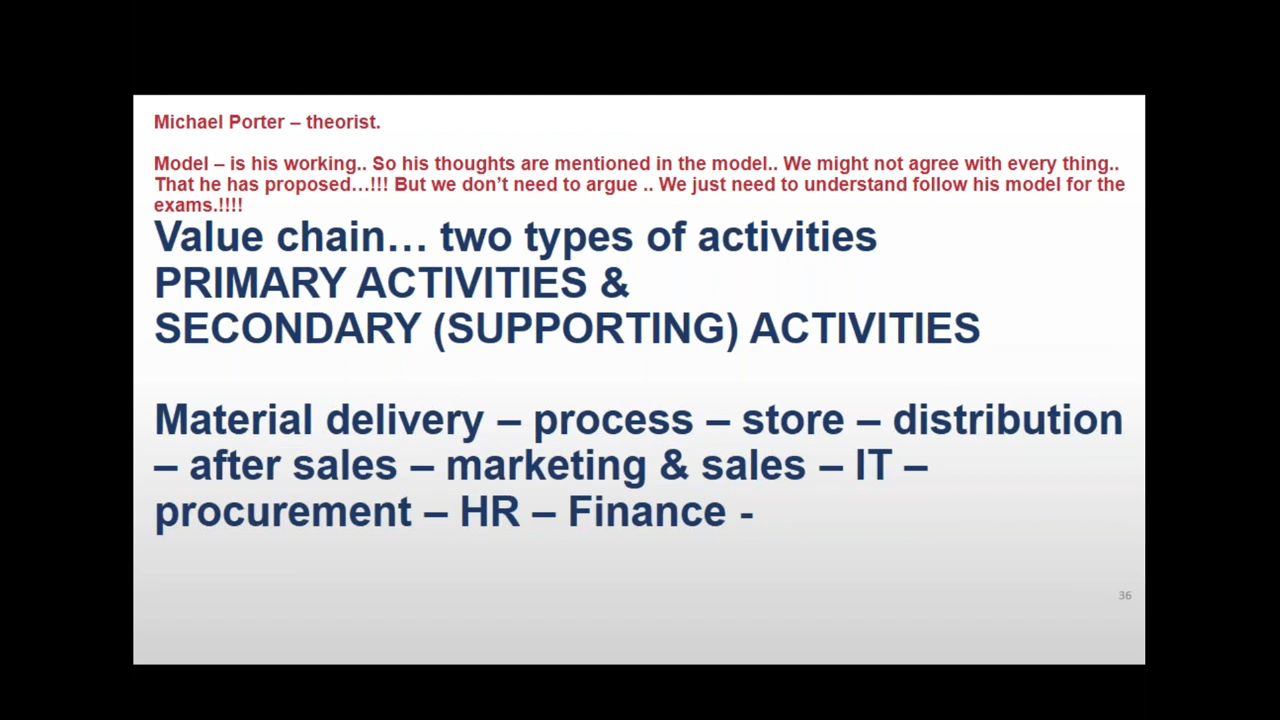 Michael Porter – theorist.
Model – is his working.. So his thoughts are mentioned in the model.. We might not agree with every thing..
That he has proposed…!!! But we don’t need to argue .. We just need to understand follow his model for the
exams.!!!!
Value chain… two types of activities
PRIMARY ACTIVITIES &
SECONDARY (SUPPORTING) ACTIVITIES
Material delivery – process – store – distribution
– after sales – marketing & sales – IT –
procurement – HR – Finance -
36